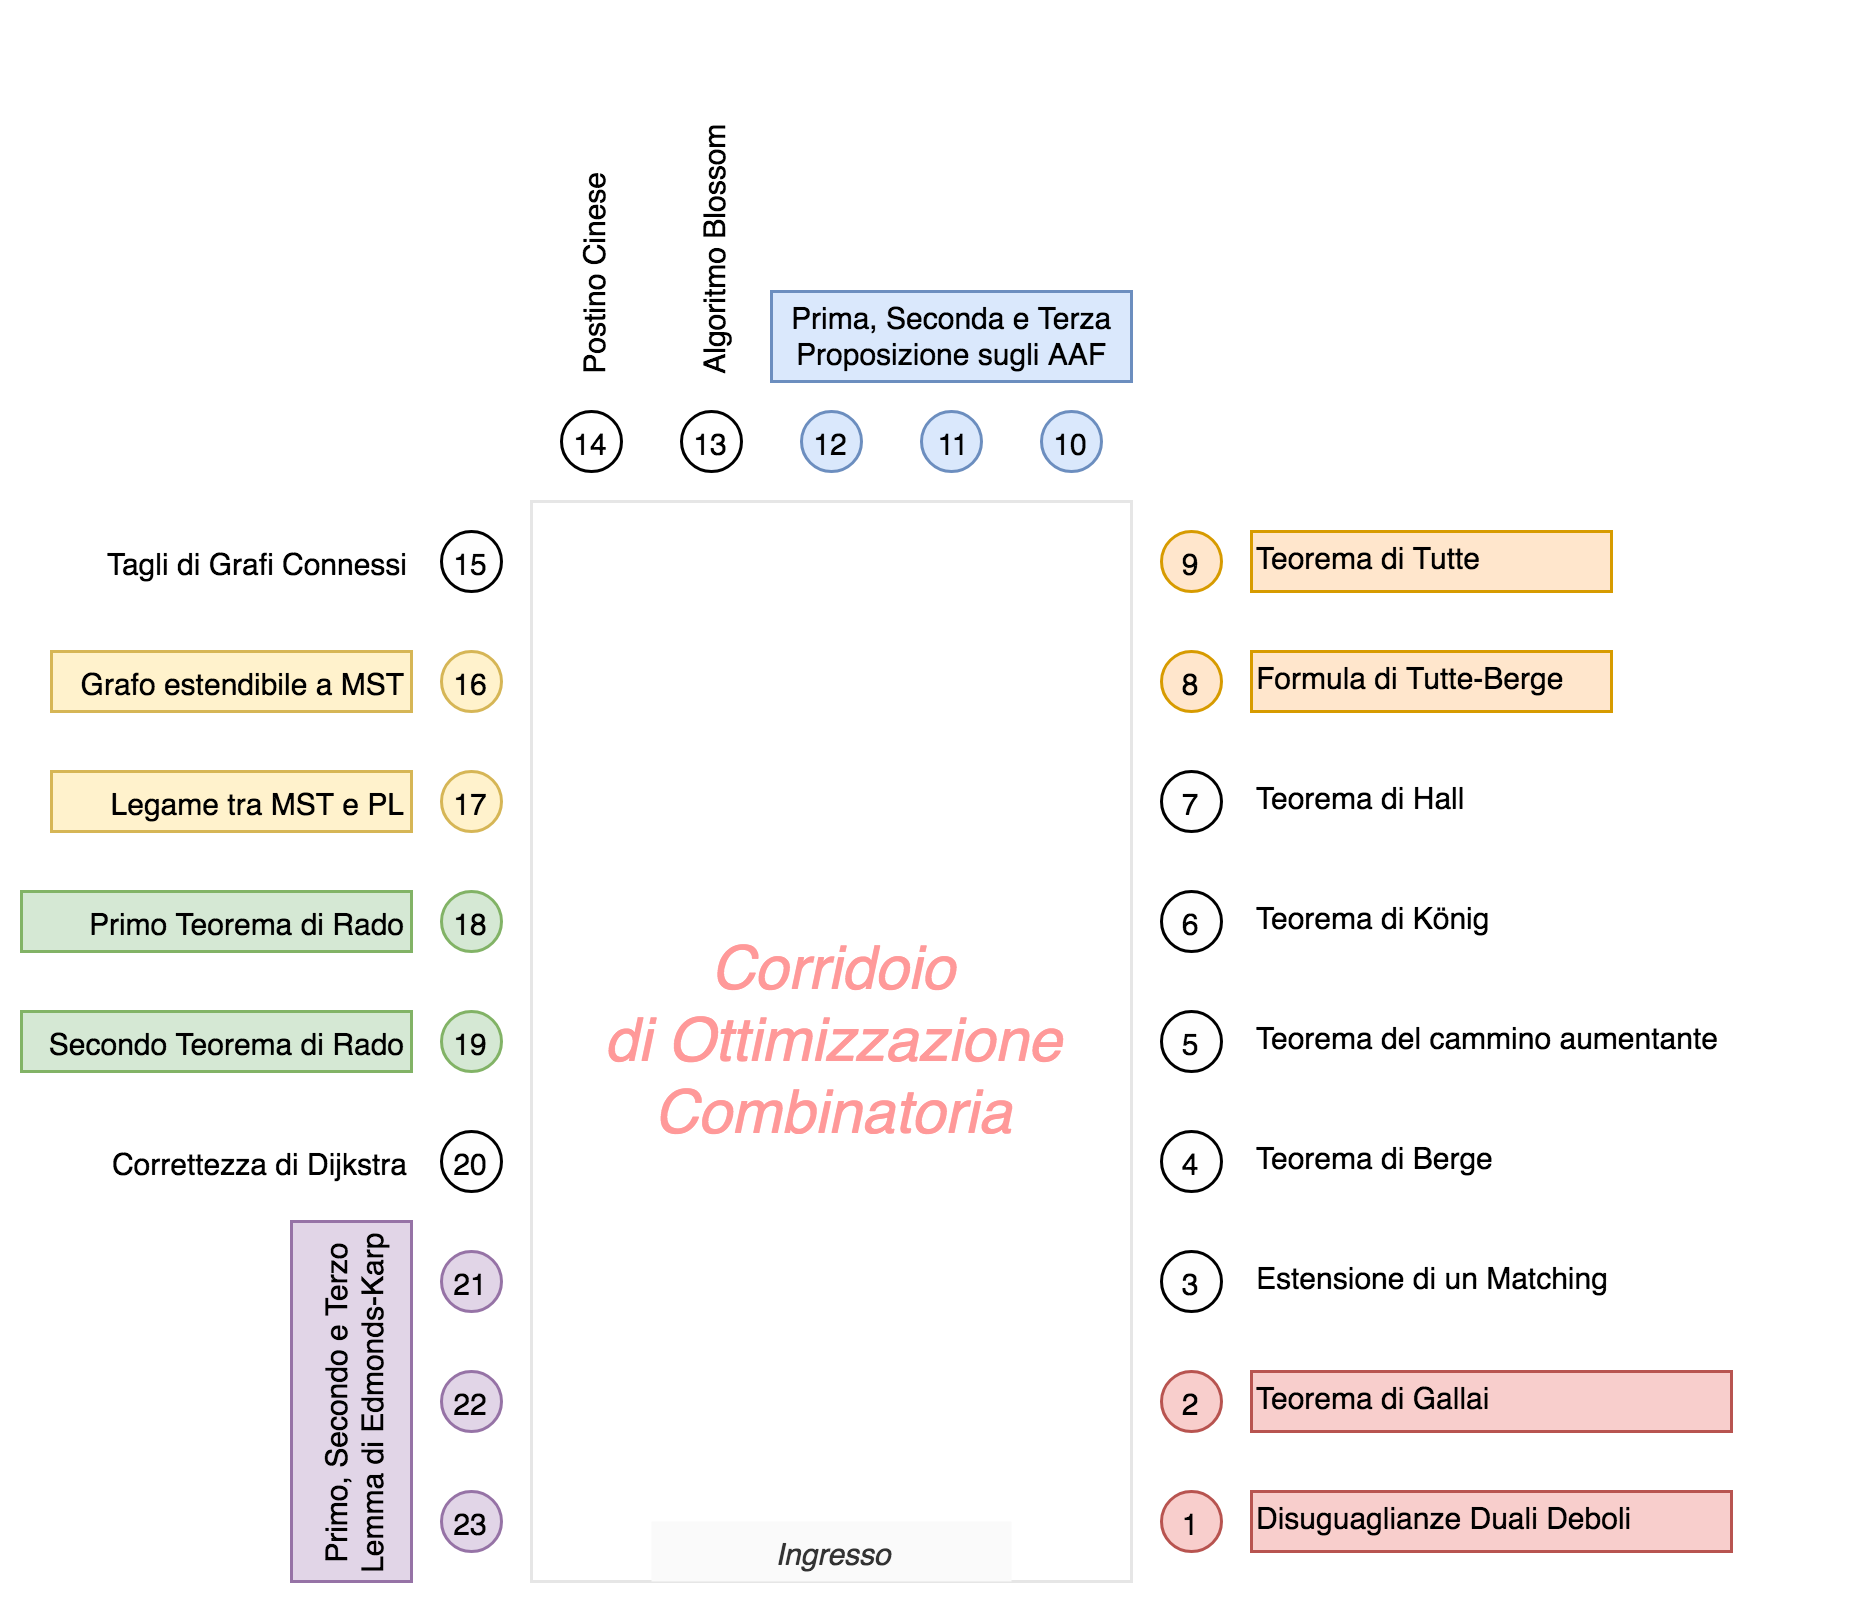 Postino Cinese
Algoritmo Blossom
Prima, Seconda e Terza
Proposizione sugli AAF
14
13
12
11
10
Tagli di Grafi Connessi
15
9
Teorema di Tutte
Grafo estendibile a MST
16
8
Formula di Tutte-Berge
Legame tra MST e PL
17
7
Teorema di Hall
Primo Teorema di Rado
18
6
Teorema di König
Secondo Teorema di Rado
19
5
Teorema del cammino aumentante
Corridoio
di Ottimizzazione
Combinatoria
Correttezza di Dijkstra
20
4
Teorema di Berge
Primo, Secondo e Terzo
Lemma di Edmonds-Karp
21
3
Estensione di un Matching
22
2
Teorema di Gallai
23
1
Disuguaglianze Duali Deboli
Ingresso